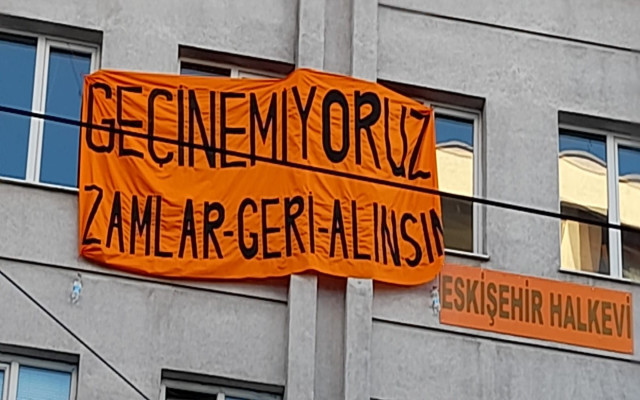 GEÇİNEMİYORUZ
ZAMLAR-GERİ-ALINSIN
ESKİŞEHİR HALKEVİ